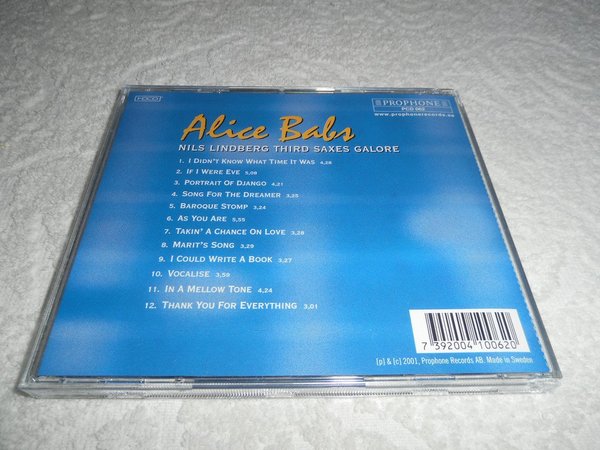 HDCD
PROPHONE
PCD 062
www.prophonerecords.se
Alice Babs
NILS LINDBERG THIRD SAXES GALORE
1. I DIDN'T KNOW WHAT TIME IT WAS 4,28
2. IF I WERE EVE 5,08
3. PORTRAIT OF DJANGO 4,21
4. SONG FOR THE DREAMER 3,25
5. BAROQUE STOMP 3,24
6. AS YOU ARE 5,55
7. TAKIN' A CHANCE ON LOVE 3,28
8. MARIT'S SONG 3,29
9. I COULD WRITE A BOOK 3,27
10. VOCALISE 3,59
11. IN A MELLOW TONE 4,24
12. THANK YOU FOR EVERYTHING 3,01
7 392004 100620
(p) & (c) 2001, Prophone Records AB. Made in Sweden